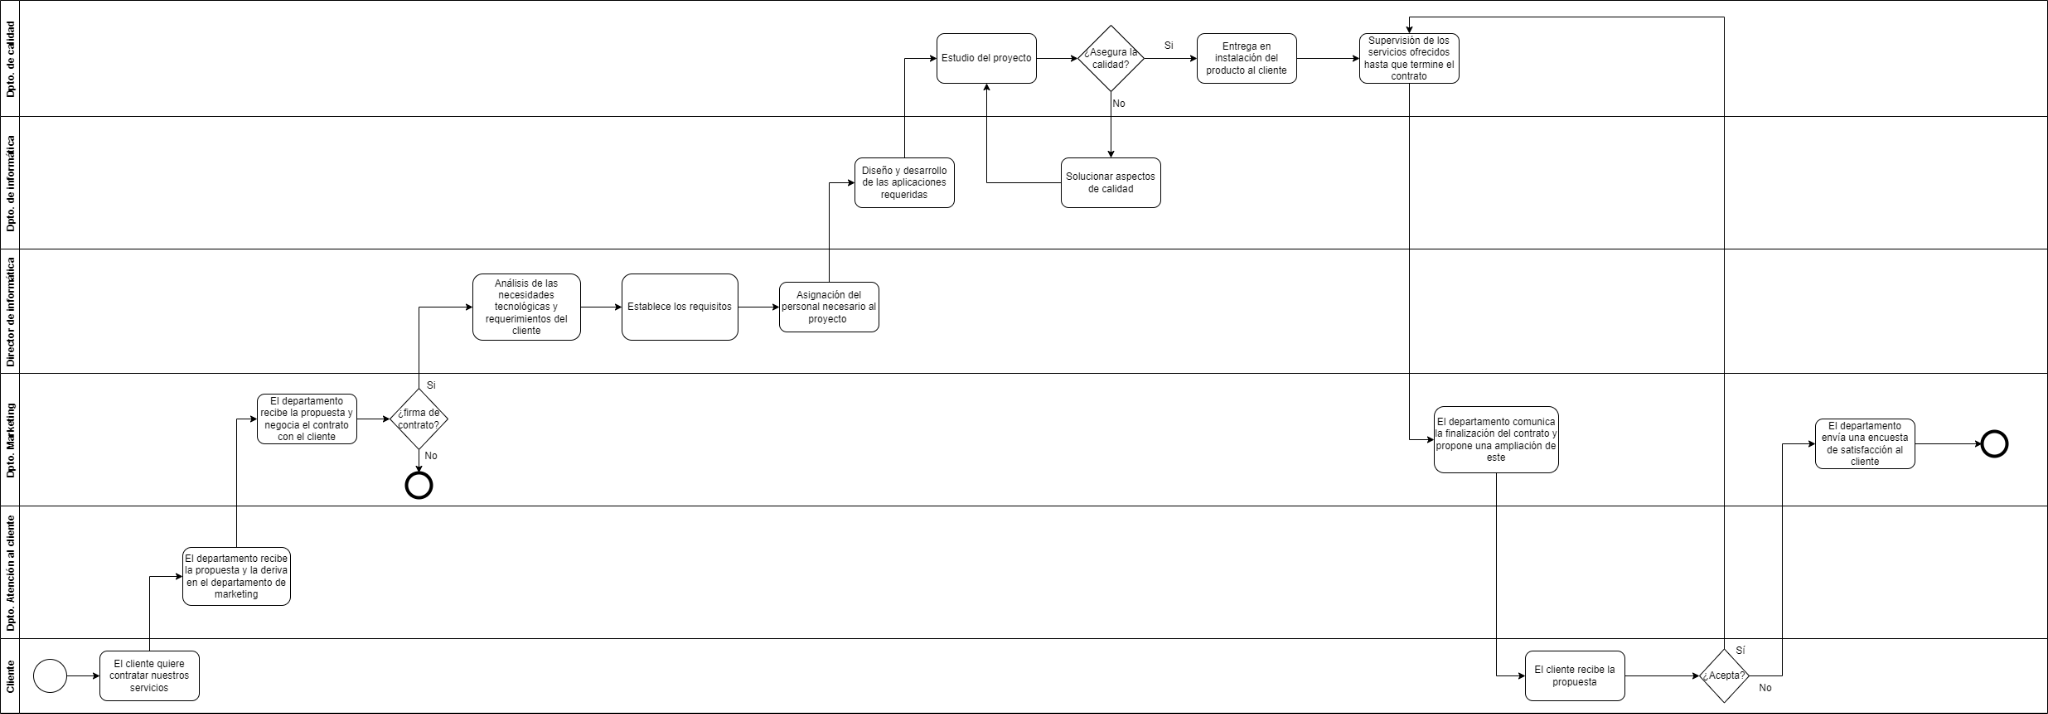 Dpto. de calidad
Estudio del proyecto
¿Asegura la
calidad?
Si
No
Entrega en
instalación del
producto al cliente
Supervisión de los
servicios ofrecidos
hasta que termine el
contrato
Dpto. de informática
Diseño y desarrollo
de las aplicaciones
requeridas
Solucionar aspectos
de calidad
Director de informática
Análisis de las
necesidades
tecnológicas y
requerimientos del
cliente
Establece los requisitos
Asignación del
personal necesario al
proyecto
Dpto. Marketing
El departamento
recibe la propuesta y
negocia el contrato
con el cliente
¿firma de
contrato?
Si
No
El departamento comunica
la finalización del contrato y
propone una ampliación de
este
El departamento
envía una encuesta
de satisfacción al
cliente
Dpto. Atención al cliente
El departamento recibe
la propuesta y la deriva
en el departamento de
marketing
Cliente
El cliente quiere
contratar nuestros
servicios
El cliente recibe la
propuesta
¿Acepta?
Sí
No